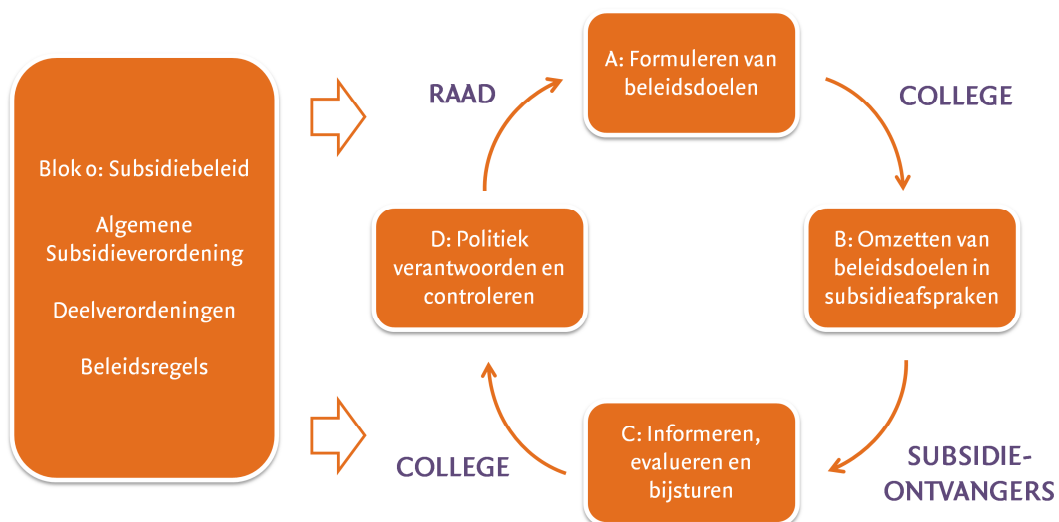 Blok 0: Subsidiebeleid
Algemene
Subsidieverordening
Deelverordeningen
Beleidsregels
RAAD
A: Formuleren van
beleidsdoelen
COLLEGE
D: Politiek
verantwoorden en
controleren
B: Omzetten van
beleidsdoelen in
subsidieafspraken
COLLEGE
C: Informeren,
evalueren en
bijsturen
SUBSIDIE-
ONTVANGERS